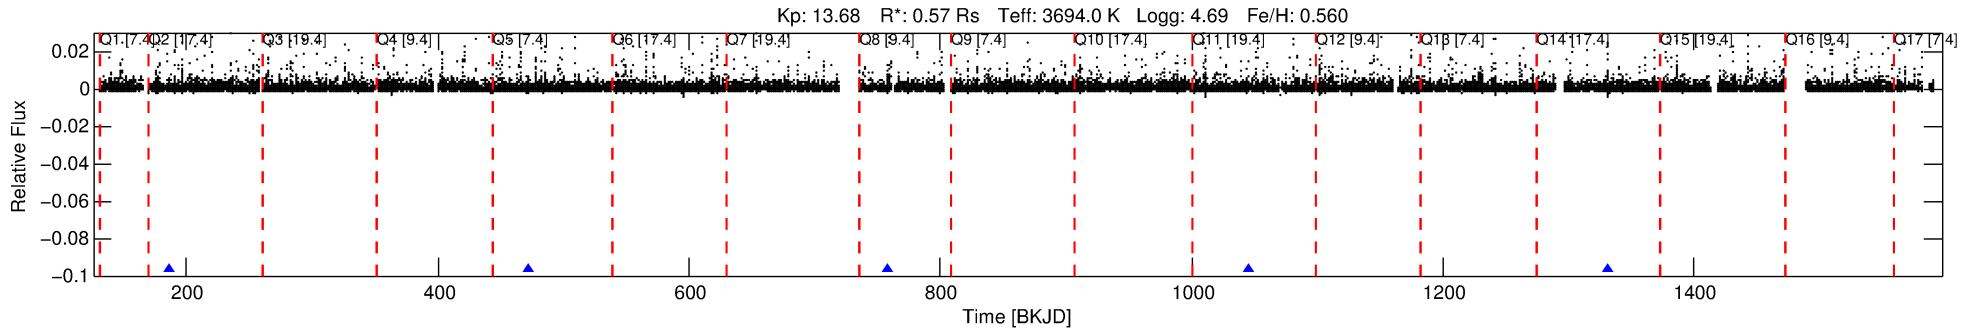 Kp: 13.68 R*: 0.57 Rs Teff: 3694.0 K Logg: 4.69 Fe/H: 0.560
Q1 [7.4] Q2 [17.4] Q3 [19.4] Q4 [9.4] Q5 [7.4] Q6 [17.4] Q7 [19.4] Q8 [9.4] Q9 [7.4] Q10 [17.4] Q11 [19.4] Q12 [9.4] Q13 [7.4] Q14 [17.4] Q15 [19.4] Q16 [9.4] Q17 [7.4]
0.02
0
−0.02
−0.04
−0.06
−0.08
−0.1
Relative Flux
200 400 600 800 1000 1200 1400
Time [BKJD]